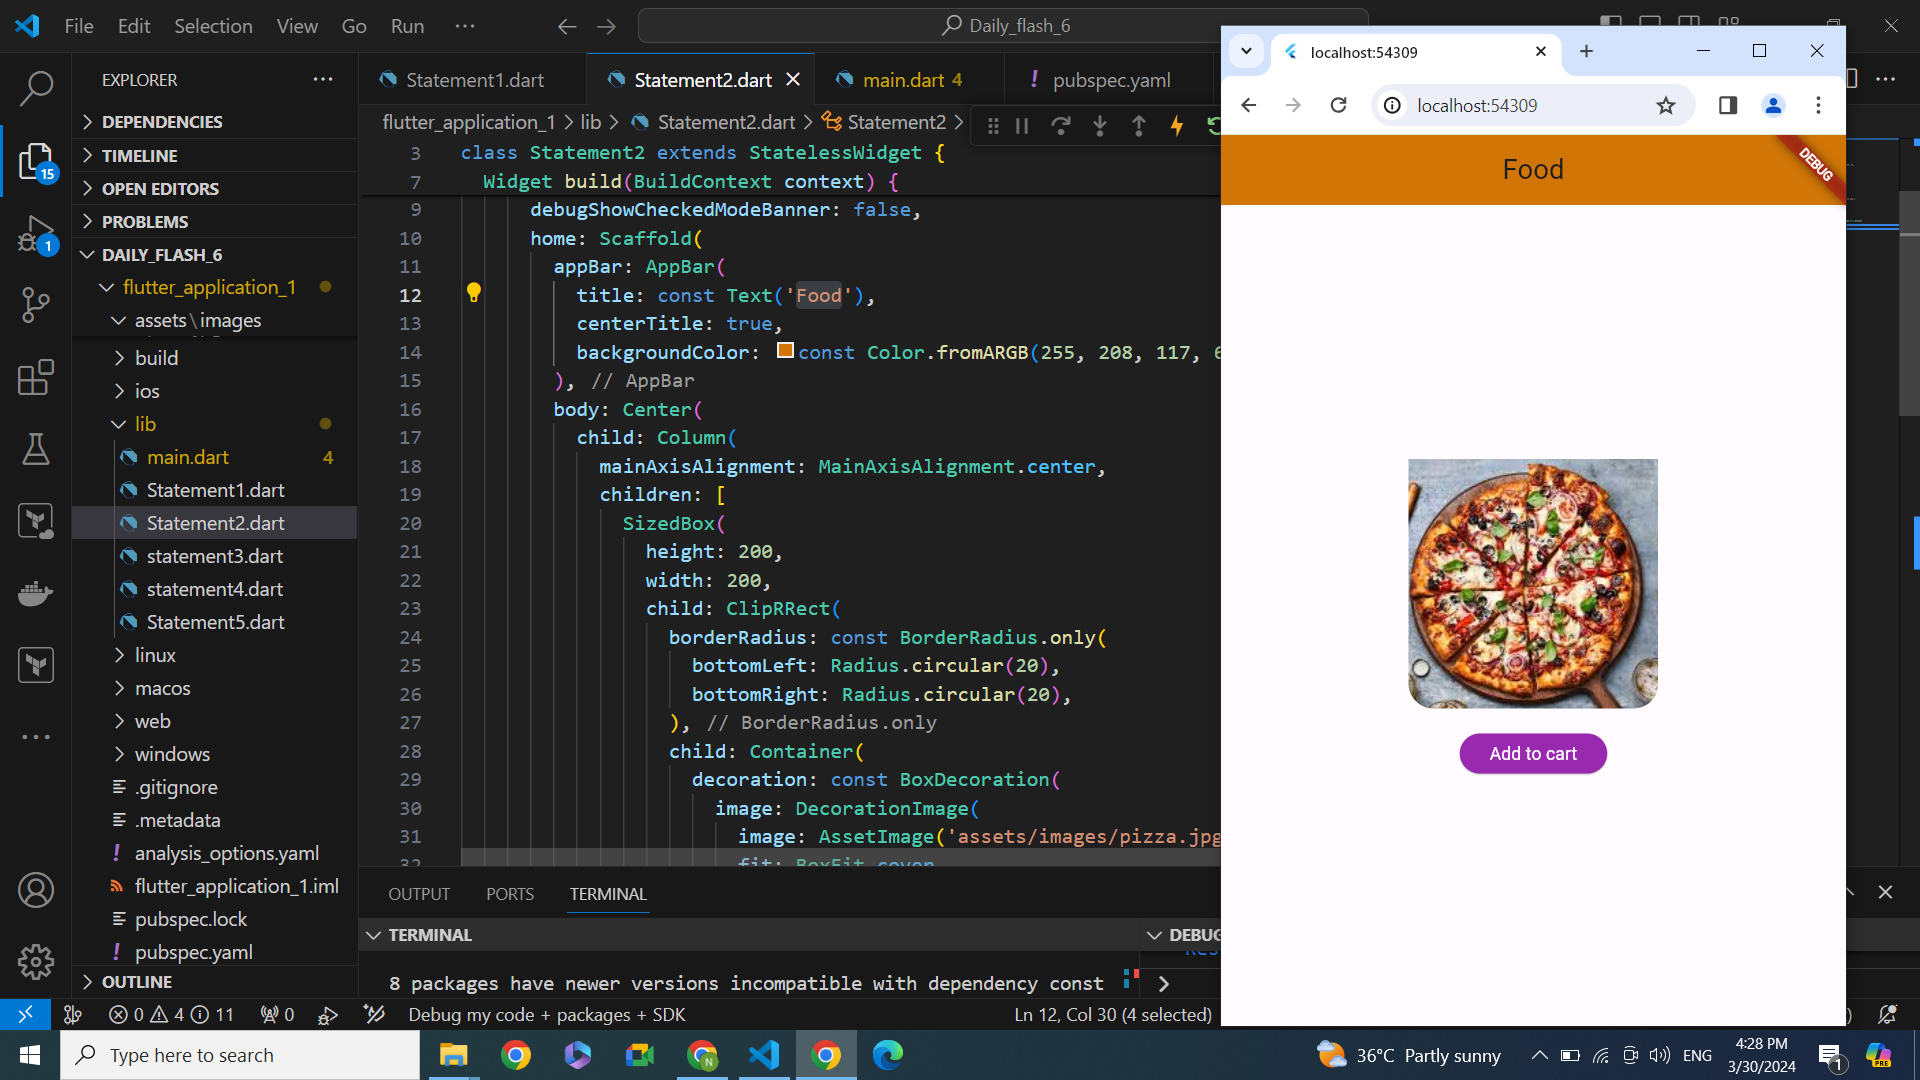 File Edit Selection View Go Run ··· Daily_flash_6
EXPLORER ···
DEPENDENCIES
TIMELINE
OPEN EDITORS
PROBLEMS
DAILY_FLASH_6
flutter_application_1
assets\images
build
ios
lib
main.dart 4
Statement1.dart
Statement2.dart
statement3.dart
statement4.dart
Statement5.dart
linux
macos
web
windows
.gitignore
.metadata
analysis_options.yaml
flutter_application_1.iml
pubspec.lock
pubspec.yaml
OUTLINE
15
1
Statement1.dart Statement2.dart main.dart 4 pubspec.yaml
flutter_application_1 > lib > Statement2.dart > Statement2 >
3 class Statement2 extends StatelessWidget {
7 Widget build(BuildContext context) {
9 debugShowCheckedModeBanner: false,
10 home: Scaffold(
11 appBar: AppBar(
12 title: const Text('Food'),
13 centerTitle: true,
14 backgroundColor: const Color.fromARGB(255, 208, 117,
15 ), // AppBar
16 body: Center(
17 child: Column(
18 mainAxisAlignment: MainAxisAlignment.center,
19 children: [
20 SizedBox(
21 height: 200,
22 width: 200,
23 child: ClipRRect(
24 borderRadius: const BorderRadius.only(
25 bottomLeft: Radius.circular(20),
26 bottomRight: Radius.circular(20),
27 ), // BorderRadius.only
28 child: Container(
29 decoration: const BoxDecoration(
30 image: DecorationImage(
31 image: AssetImage('assets/images/pizza.jpg
32 fit: BoxFit.cover
OUTPUT PORTS TERMINAL
TERMINAL
8 packages have newer versions incompatible with dependency const
DEBUG
0 4 11 0 Debug my code + packages + SDK Ln 12, Col 30 (4 selected)
localhost:54309
localhost:54309
Food
DEBUG
Add to cart
Type here to search
N
36°C Partly sunny ENG
4:28 PM
3/30/2024
1
PRE